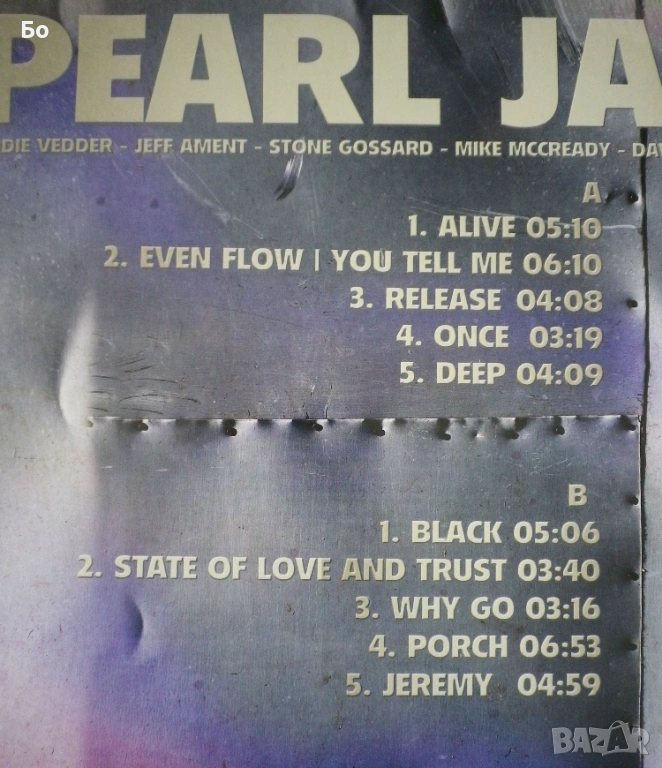 Бо
PEARL JA
DIE VEDDER - JEFF AMENT - STONE GOSSARD - MIKE MCCREADY - DAV
A
1. ALIVE 05:10
2. EVEN FLOW | YOU TELL ME 06:10
3. RELEASE 04:08
4. ONCE 03:19
5. DEEP 04:09
B
1. BLACK 05:06
2. STATE OF LOVE AND TRUST 03:40
3. WHY GO 03:16
4. PORCH 06:53
5. JEREMY 04:59
BAZAR